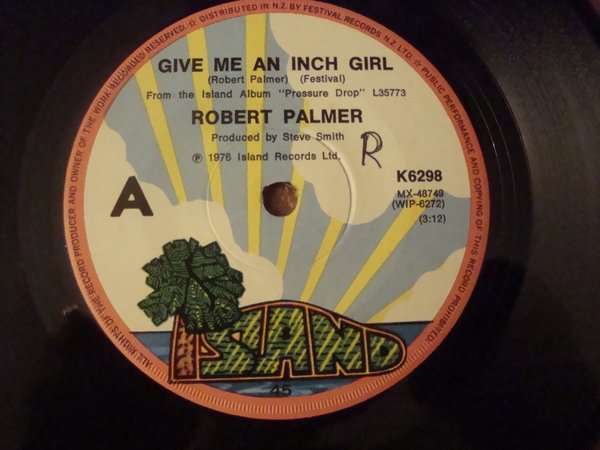 DISTRIBUTED IN N.Z. BY FESTIVAL RECORDS N.Z. LTD. ☆ PUBLIC PERFORMANCE AND COPYING OF THIS RECORD PROHIBITED.
ALL RIGHTS OF THE RECORD PRODUCER AND OWNER OF THE WORK RECORDED RESERVED. ☆
GIVE ME AN INCH GIRL
(Robert Palmer) (Festival)
From the Island Album "Pressure Drop" L35773
ROBERT PALMER
Produced by Steve Smith
℗ 1976 Island Records Ltd.
R
A
K6298
MX-48749
(WIP-6272)
(3:12)
ISLAND
45